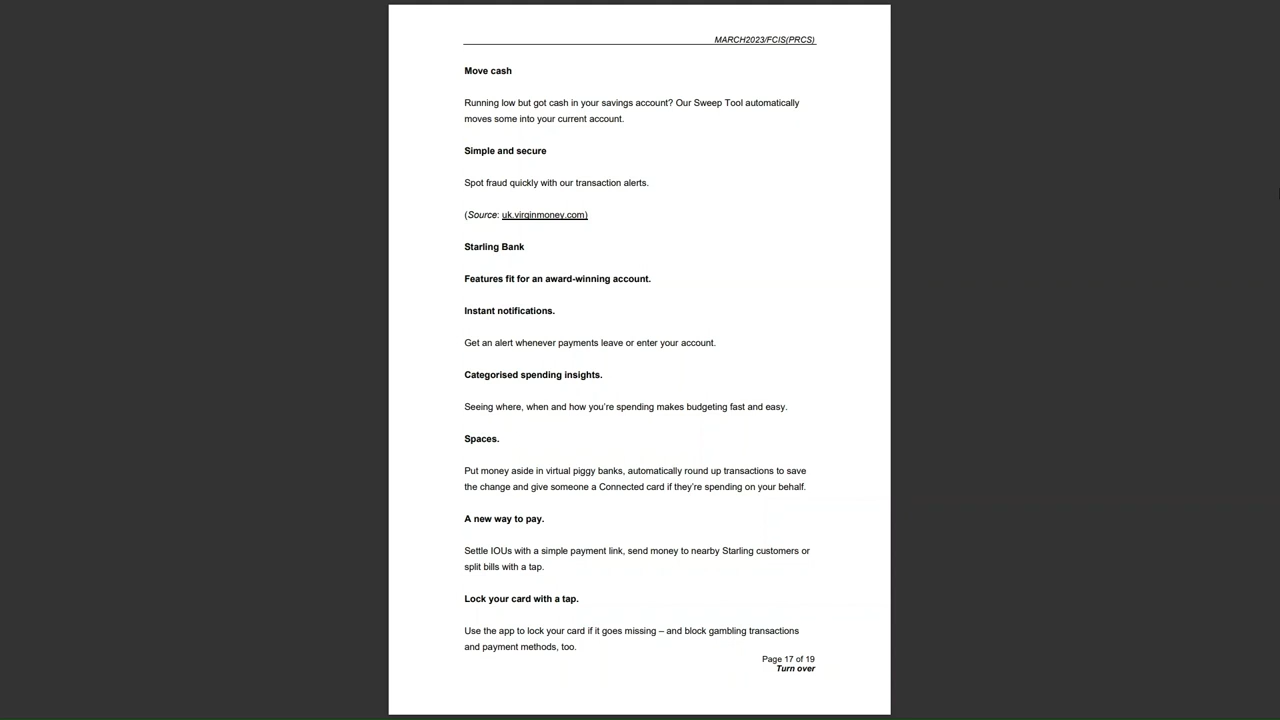 MARCH2023/FCIS(PRCS)
Move cash
Running low but got cash in your savings account? Our Sweep Tool automatically
moves some into your current account.
Simple and secure
Spot fraud quickly with our transaction alerts.
(Source: uk.virginmoney.com)
Starling Bank
Features fit for an award-winning account.
Instant notifications.
Get an alert whenever payments leave or enter your account.
Categorised spending insights.
Seeing where, when and how you’re spending makes budgeting fast and easy.
Spaces.
Put money aside in virtual piggy banks, automatically round up transactions to save
the change and give someone a Connected card if they’re spending on your behalf.
A new way to pay.
Settle IOUs with a simple payment link, send money to nearby Starling customers or
split bills with a tap.
Lock your card with a tap.
Use the app to lock your card if it goes missing – and block gambling transactions
and payment methods, too.
Page 17 of 19
Turn over